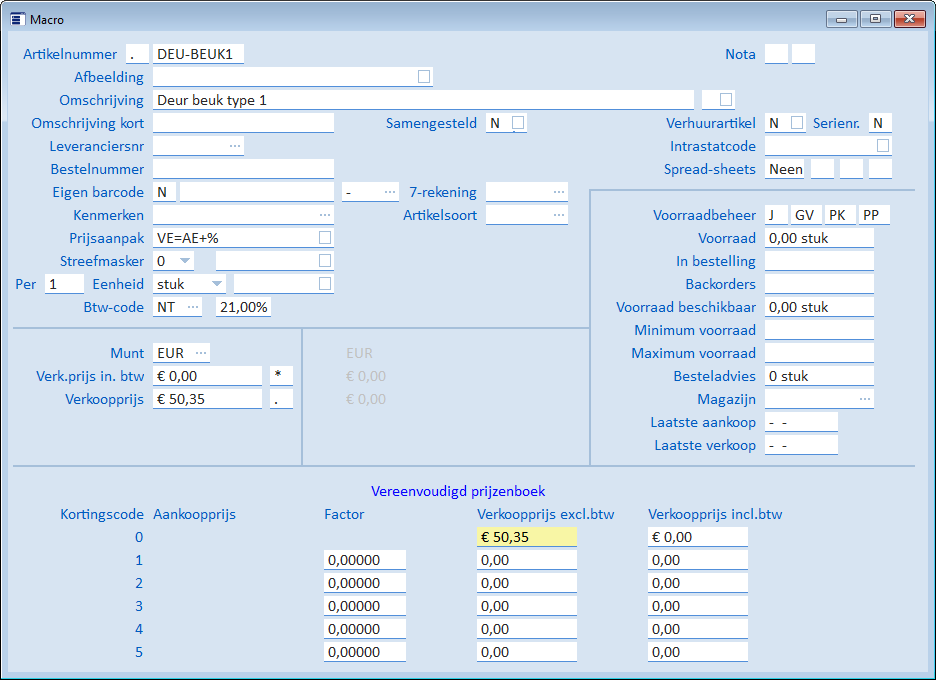 Macro
Artikelnummer . DEU-BEUK1 Nota
Afbeelding
Omschrijving Deur beuk type 1
Omschrijving kort Samengesteld N Verhuurartikel N Serienr. N
Leveranciersnr ... Intrastatcode
Bestelnummer Spread-sheets Neen
Eigen barcode N - ... 7-rekening ...
Kenmerken ... Artikelsoort ... Voorraadbeheer J GV PK PP
Prijsaanpak VE=AE+% Voorraad 0,00 stuk
Streefmasker 0 In bestelling
Per 1 Eenheid stuk Backorders
Btw-code NT ... 21,00% Voorraad beschikbaar 0,00 stuk
Minimum voorraad
Munt EUR ... EUR Maximum voorraad
Verk.prijs in. btw € 0,00 * € 0,00 Besteladvies 0 stuk
Verkoopprijs € 50,35 . € 0,00 Magazijn ...
Laatste aankoop - -
Laatste verkoop - -
Vereenvoudigd prijzenboek
Kortingscode Aankoopprijs Factor Verkoopprijs excl.btw Verkoopprijs incl.btw
0 € 50,35 € 0,00
1 0,00000 0,00 0,00
2 0,00000 0,00 0,00
3 0,00000 0,00 0,00
4 0,00000 0,00 0,00
5 0,00000 0,00 0,00